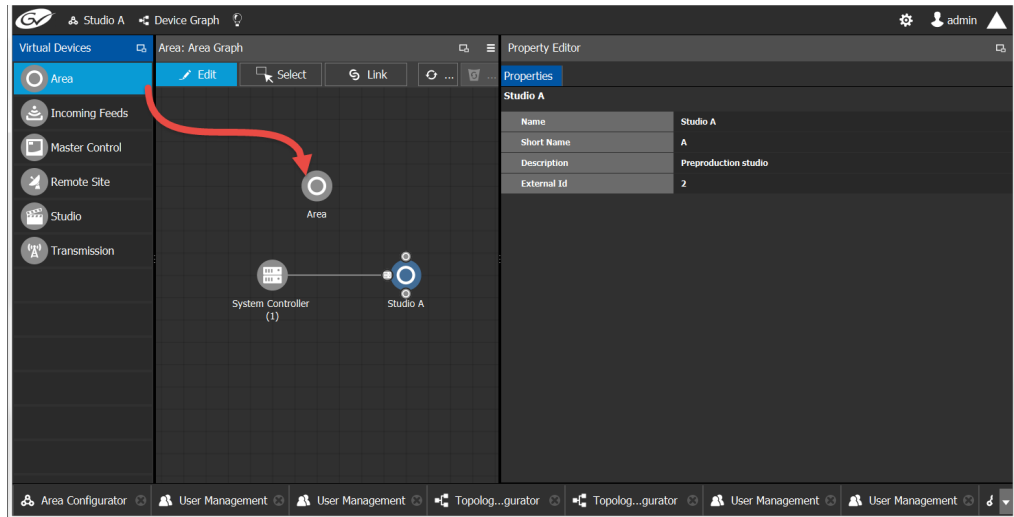 GV Studio A Device Graph admin
Virtual Devices
Area: Area Graph
Property Editor
Area
Incoming Feeds
Master Control
Remote Site
Studio
Transmission
Edit Select Link ... ...
Area
System Controller
(1)
Studio A
Properties
Studio A
Name Studio A
Short Name A
Description Preproduction studio
External Id 2
Area Configurator User Management User Management Topolog...gurator Topolog...gurator User Management User Management